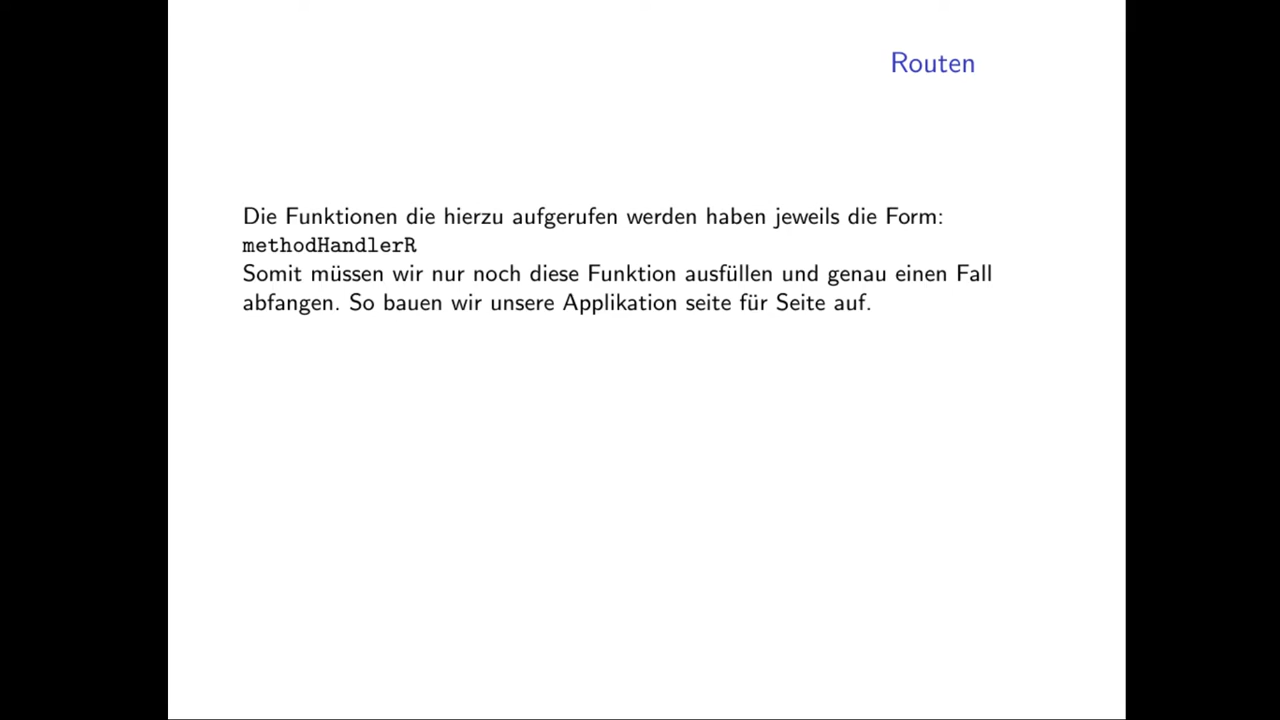 Routen
Die Funktionen die hierzu aufgerufen werden haben jeweils die Form:
methodHandlerR
Somit müssen wir nur noch diese Funktion ausfüllen und genau einen Fall
abfangen. So bauen wir unsere Applikation seite für Seite auf.